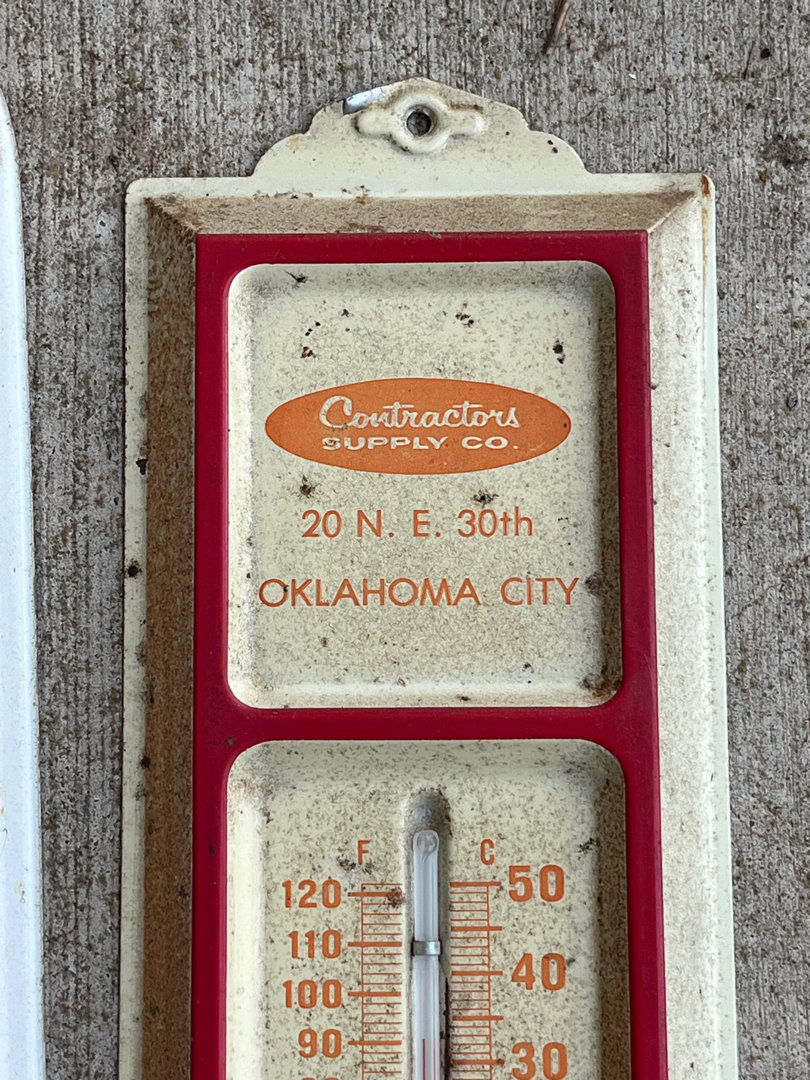 Contractors
SUPPLY CO.
20 N. E. 30th
OKLAHOMA CITY
F C
120 50
110
100 40
90 30